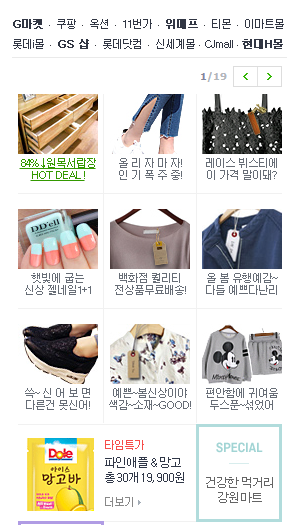 G마켓 · 쿠팡 · 옥션 · 11번가 · 위메프 · 티몬 · 이마트몰
롯데i몰 · GS 샵 · 롯데닷컴 · 신세계몰 · CJmall · 현대H몰
1/19
84%↓원목서랍장
HOT DEAL!
올 리 자 마 자!
인 기 폭 주 중!
레이스 뷔스티에
이 가격 말이돼?
DD'ell
햇빛에 굽는
신상 젤네일1+1
백화점 퀄리티
전상품무료배송!
올 봄 유행예감~
다들 예쁘다난리
쓱~ 신 어 보 면
다른건 못신어!
예쁜~봄신상이야
색감~소재~GOOD!
편안함에 귀여움
두스푼~섞었어
Dole
아이스
망고바
타임특가
파인애플 & 망고
총 30개 19,900원
더보기 >
SPECIAL
건강한 먹거리
강원마트